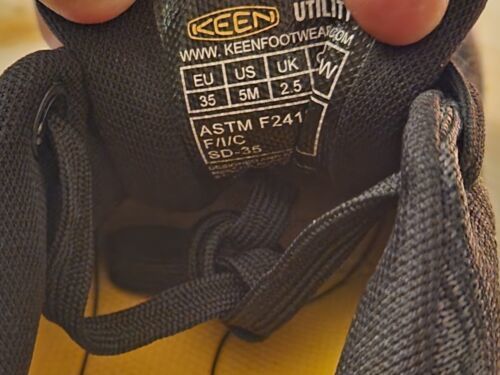 KEEN UTILITY
WWW.KEENFOOTWEAR.COM
EU US UK W
35 5M 2.5
ASTM F241
F/I/C
SD-35